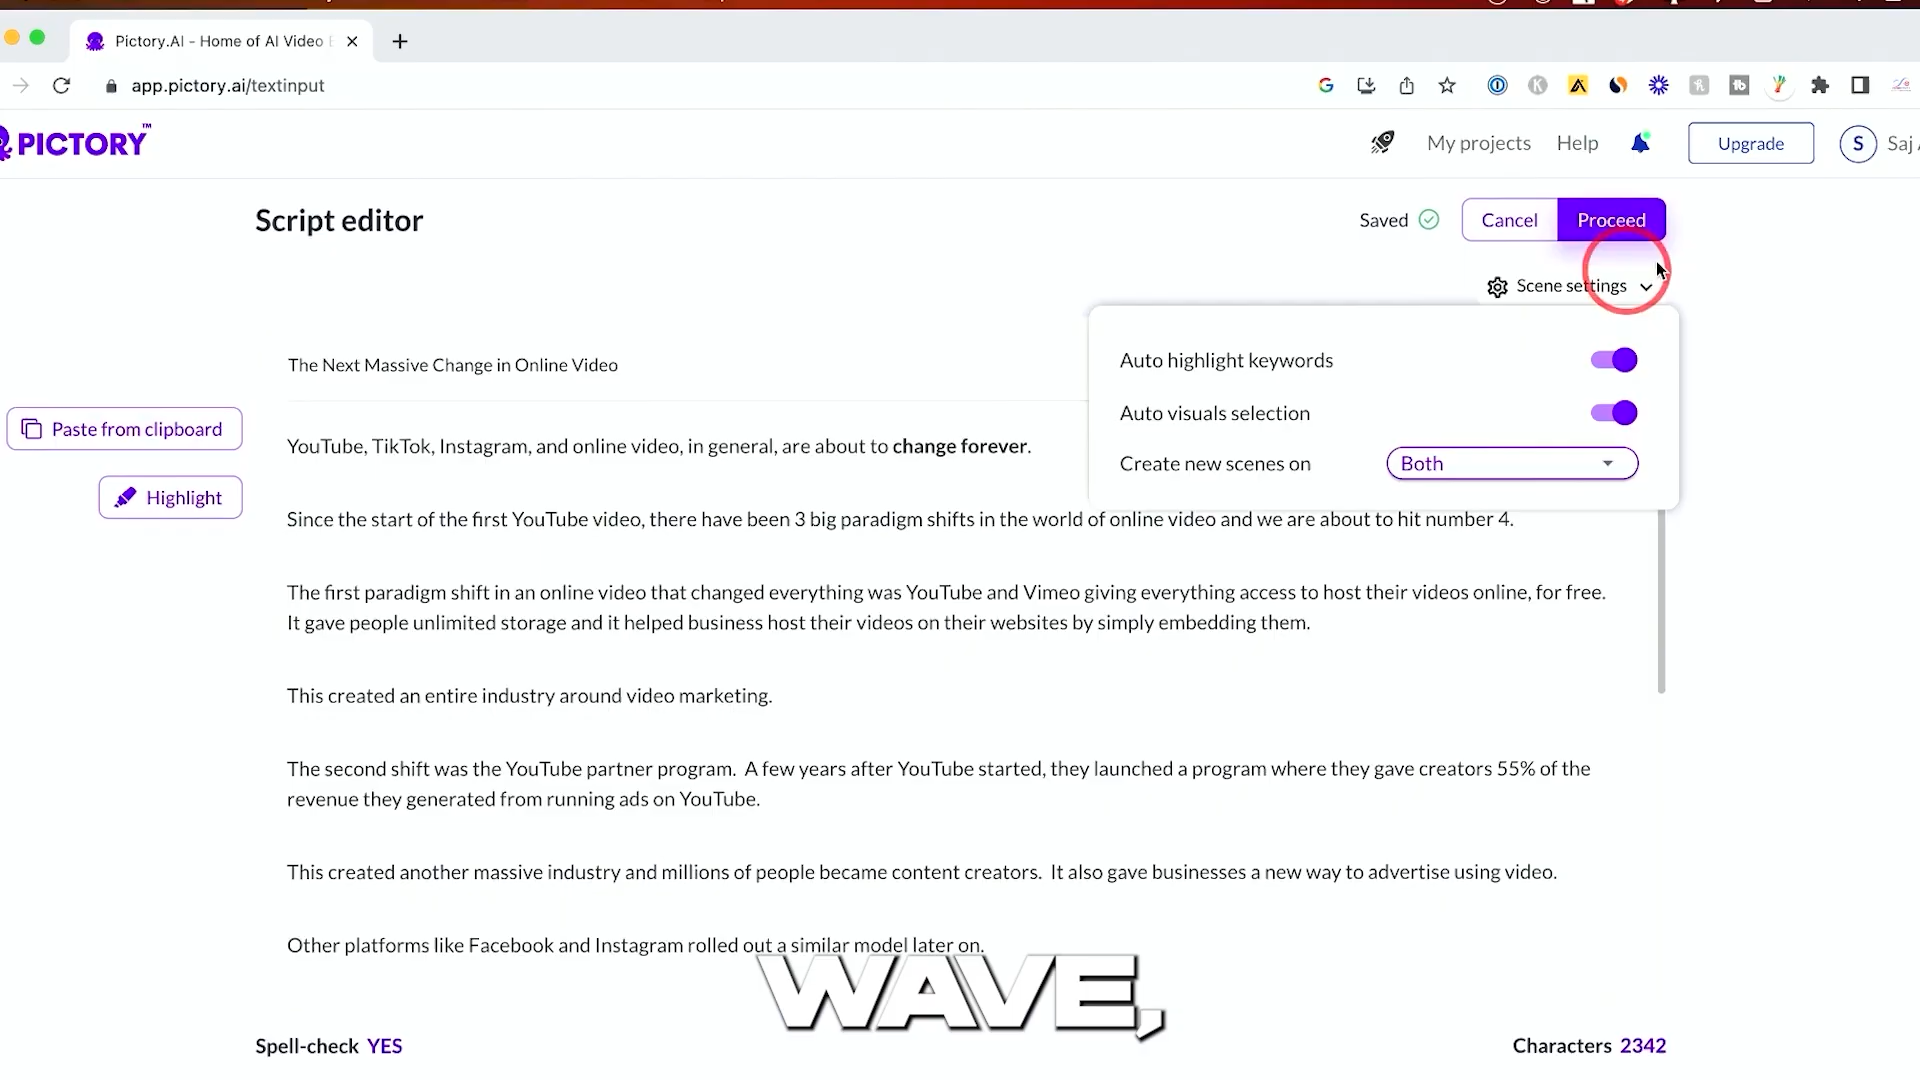 Pictory.AI - Home of AI Video
app.pictory.ai/textinput
PICTORY™
My projects
Help
Upgrade
S
Saj
Script editor
Saved
Cancel
Proceed
Scene settings
Auto highlight keywords
Auto visuals selection
Create new scenes on
Both
Paste from clipboard
Highlight
The Next Massive Change in Online Video
YouTube, TikTok, Instagram, and online video, in general, are about to change forever.
Since the start of the first YouTube video, there have been 3 big paradigm shifts in the world of online video and we are about to hit number 4.
The first paradigm shift in an online video that changed everything was YouTube and Vimeo giving everything access to host their videos online, for free.
It gave people unlimited storage and it helped business host their videos on their websites by simply embedding them.
This created an entire industry around video marketing.
The second shift was the YouTube partner program.  A few years after YouTube started, they launched a program where they gave creators 55% of the
revenue they generated from running ads on YouTube.
This created another massive industry and millions of people became content creators.  It also gave businesses a new way to advertise using video.
Other platforms like Facebook and Instagram rolled out a similar model later on.
WAVE,
Spell-check YES
Characters 2342